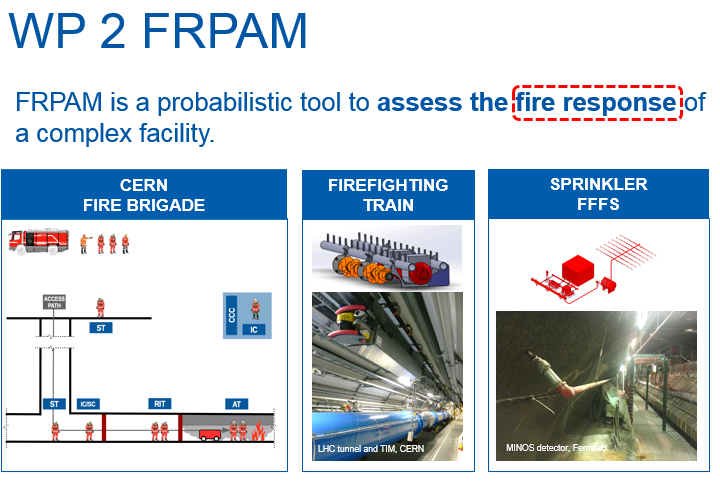 WP 2 FRPAM
FRPAM is a probabilistic tool to assess the fire response of
a complex facility.
CERN
FIRE BRIGADE
FIREFIGHTING
TRAIN
SPRINKLER
FFFS
ACCESS
PATH
ST
CCC
IC
ST
IC/SC
RIT
AT
LHC tunnel and TIM, CERN
MINOS detector, Fermilab